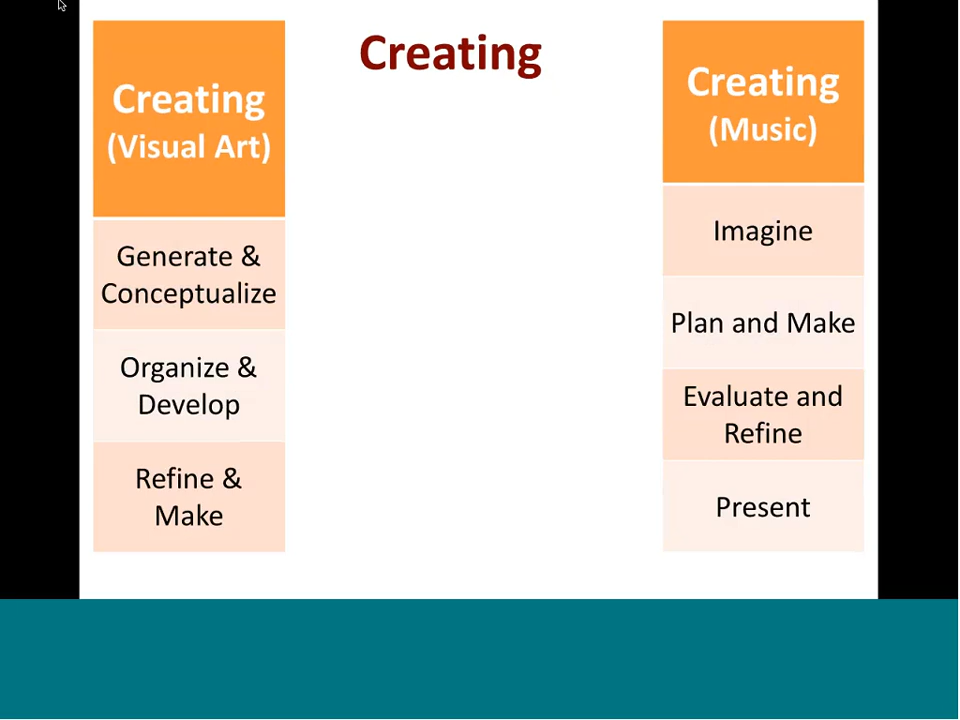 Creating
Creating
(Visual Art)
Generate &
Conceptualize
Organize &
Develop
Refine &
Make
Creating
(Music)
Imagine
Plan and Make
Evaluate and
Refine
Present